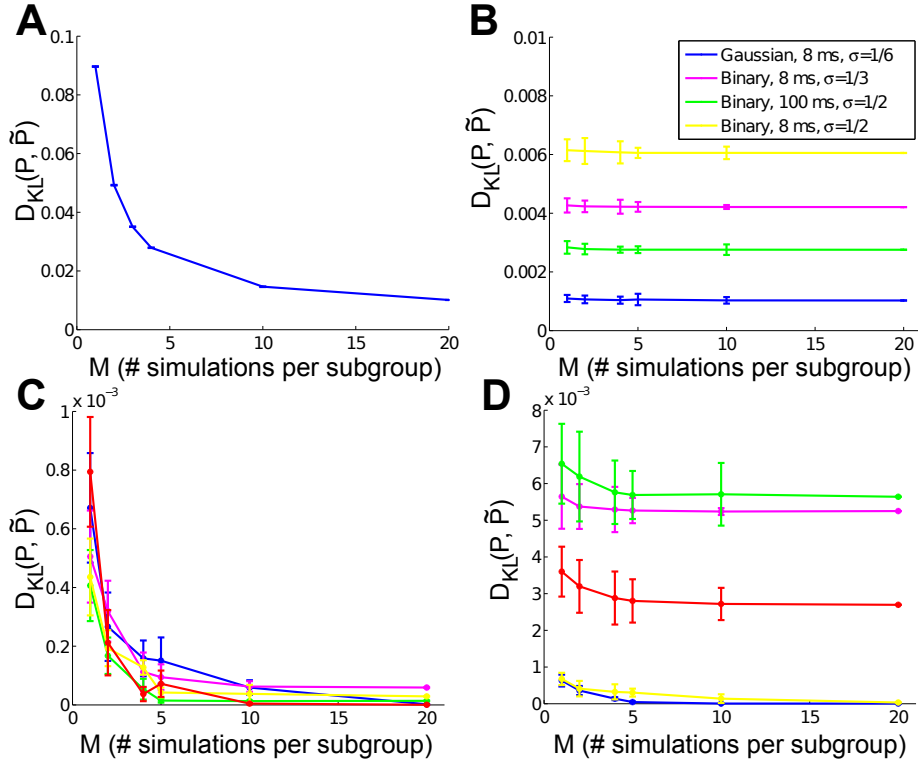 A
D_KL(P, P̃)
0.1
0.08
0.06
0.04
0.02
0
0 5 10 15 20
M (# simulations per subgroup)
B
D_KL(P, P̃)
0.01
0.008
0.006
0.004
0.002
0
0 5 10 15 20
M (# simulations per subgroup)
Gaussian, 8 ms, σ=1/6
Binary, 8 ms, σ=1/3
Binary, 100 ms, σ=1/2
Binary, 8 ms, σ=1/2
C
x 10⁻³
D_KL(P, P̃)
1
0.8
0.6
0.4
0.2
0
0 5 10 15 20
M (# simulations per subgroup)
D
x 10⁻³
D_KL(P, P̃)
8
7
6
5
4
3
2
1
0
0 5 10 15 20
M (# simulations per subgroup)